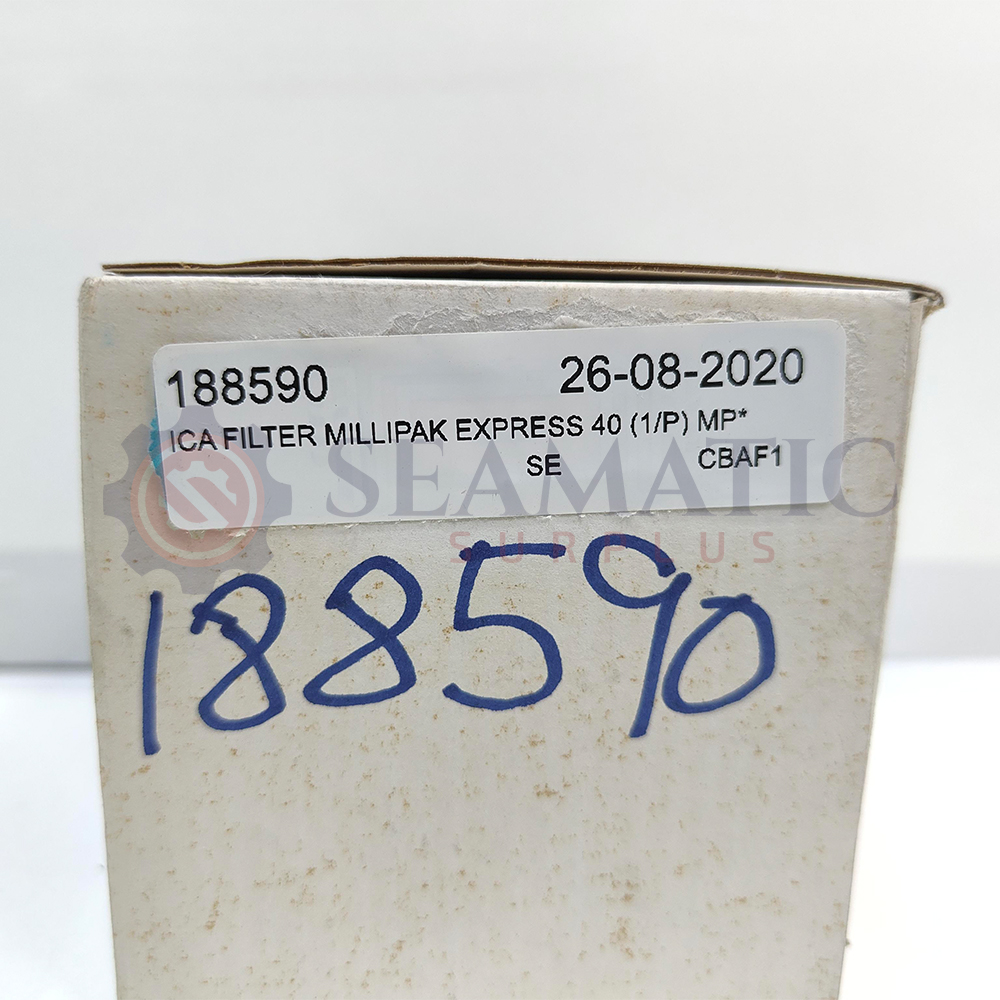 188590 26-08-2020
ICA FILTER MILLIPAK EXPRESS 40 (1/P) MP*
SE CBAF1
SEAMATIC
SURPLUS
188590